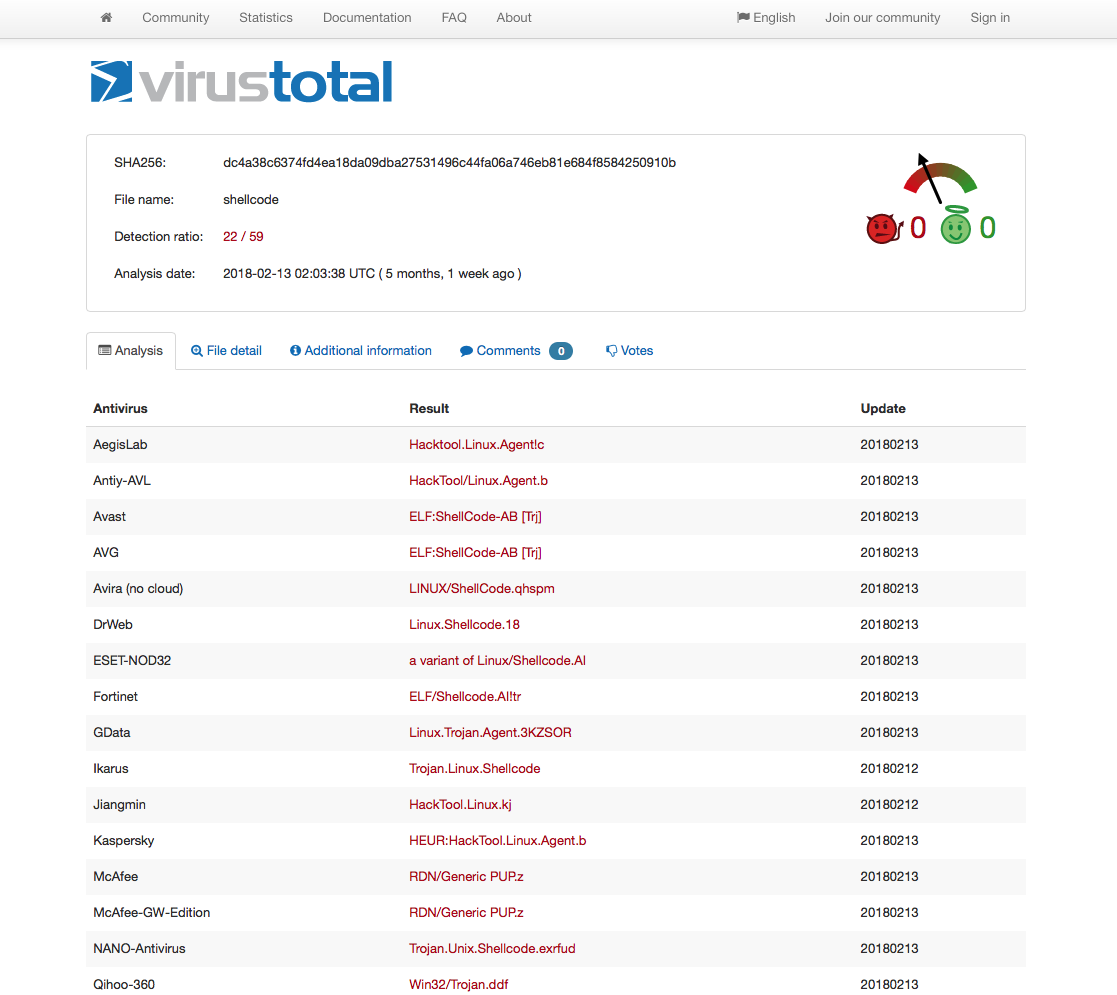 Community Statistics Documentation FAQ About English Join our community Sign in
virustotal
SHA256: dc4a38c6374fd4ea18da09dba27531496c44fa06a746eb81e684f8584250910b
File name: shellcode
Detection ratio: 22 / 59
0 0
Analysis date: 2018-02-13 02:03:38 UTC ( 5 months, 1 week ago )
Analysis File detail Additional information Comments 0 Votes
Antivirus Result Update
AegisLab Hacktool.Linux.Agent!c 20180213
Antiy-AVL HackTool/Linux.Agent.b 20180213
Avast ELF:ShellCode-AB [Trj] 20180213
AVG ELF:ShellCode-AB [Trj] 20180213
Avira (no cloud) LINUX/ShellCode.qhspm 20180213
DrWeb Linux.Shellcode.18 20180213
ESET-NOD32 a variant of Linux/Shellcode.AI 20180213
Fortinet ELF/Shellcode.AI!tr 20180213
GData Linux.Trojan.Agent.3KZSOR 20180213
Ikarus Trojan.Linux.Shellcode 20180212
Jiangmin HackTool.Linux.kj 20180212
Kaspersky HEUR:HackTool.Linux.Agent.b 20180213
McAfee RDN/Generic PUP.z 20180213
McAfee-GW-Edition RDN/Generic PUP.z 20180213
NANO-Antivirus Trojan.Unix.Shellcode.exrfud 20180213
Qihoo-360 Win32/Trojan.ddf 20180213